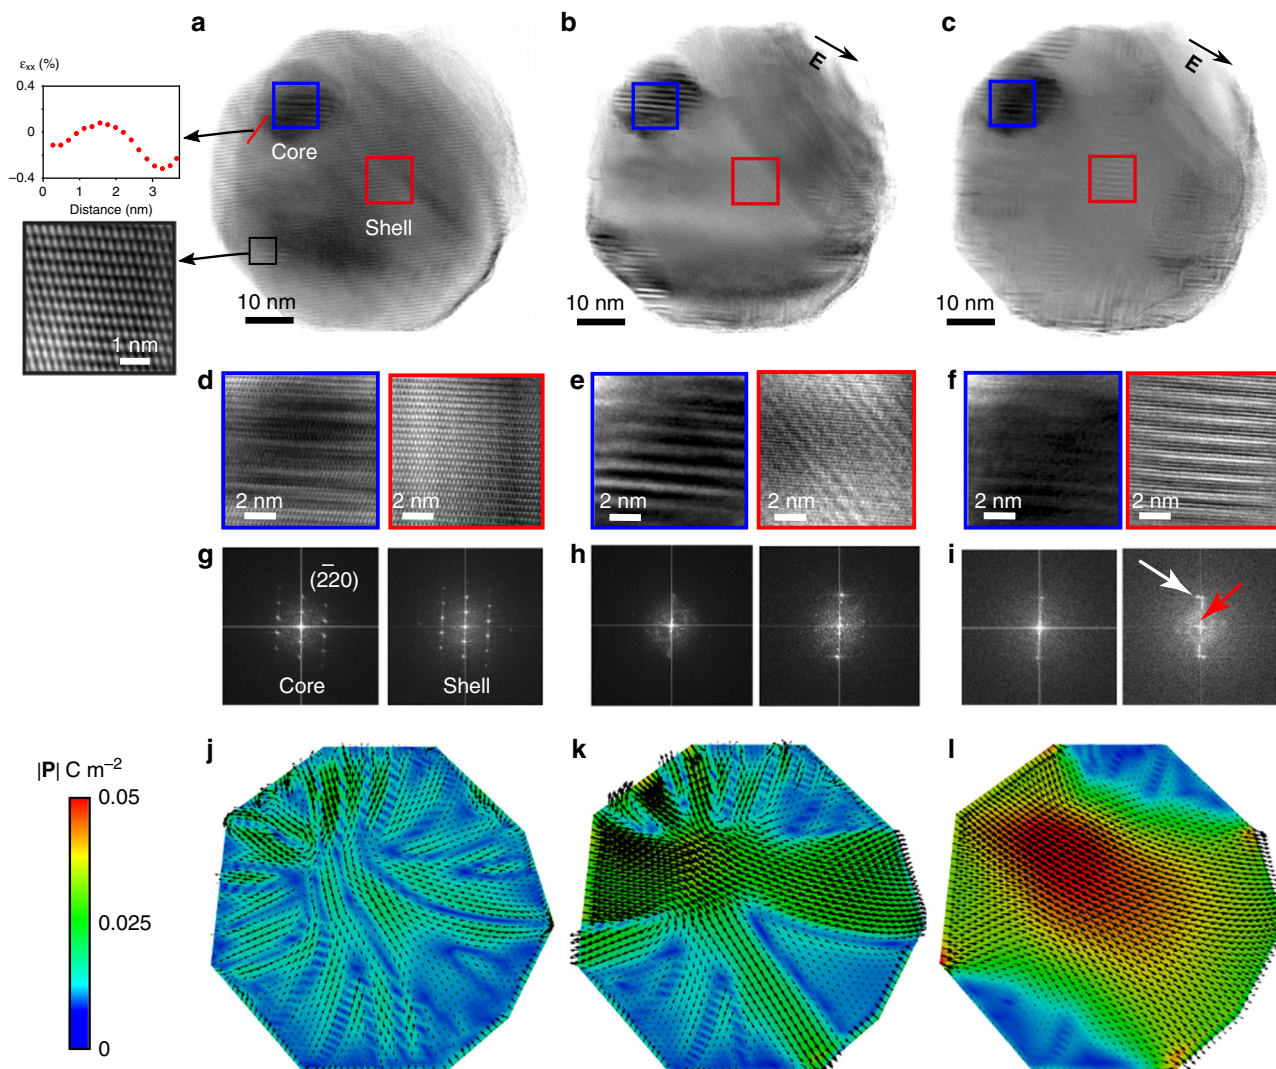 a
b
c
εxx (%)
0.4
0
−0.4
0
1
2
3
Distance (nm)
Core
Shell
E
E
10 nm
10 nm
10 nm
1 nm
d
e
f
2 nm
2 nm
2 nm
2 nm
2 nm
2 nm
g
h
i
(2̅20)
Core
Shell
j
k
l
|P| C m−2
0.05
0.025
0